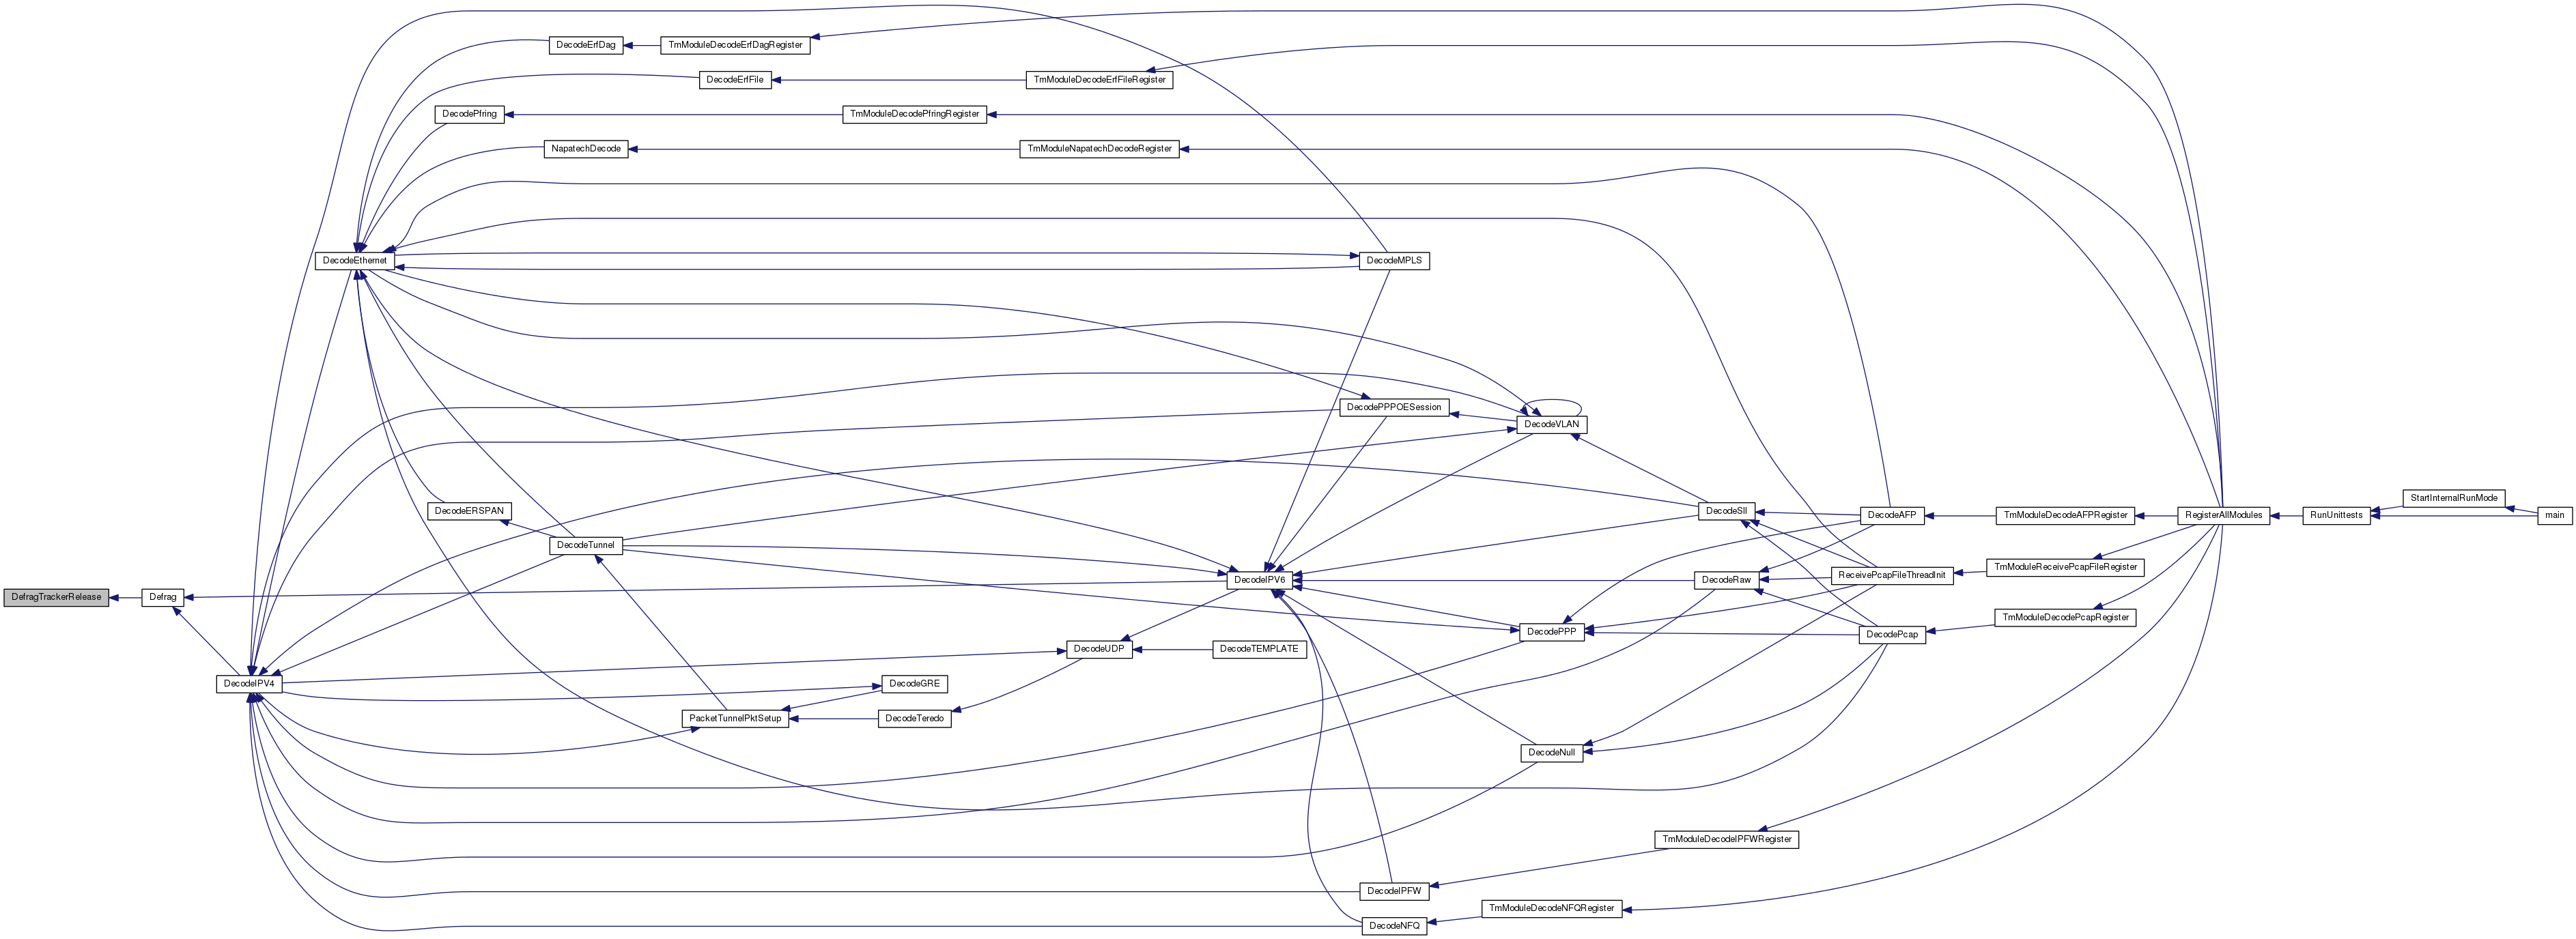 DecodeErfDag
TmModuleDecodeErfDagRegister
DecodeErfFile
TmModuleDecodeErfFileRegister
DecodePfring
TmModuleDecodePfringRegister
NapatechDecode
TmModuleNapatechDecodeRegister
DecodeEthernet
DecodeMPLS
DecodePPPOESession
DecodeVLAN
DecodeERSPAN
DecodeSll
DecodeAFP
TmModuleDecodeAFPRegister
RegisterAllModules
RunUnittests
StartInternalRunMode
main
DecodeTunnel
DecodeIPV6
DecodeRaw
ReceivePcapFileThreadInit
TmModuleReceivePcapFileRegister
DefragTrackerRelease
Defrag
DecodePPP
DecodePcap
TmModuleDecodePcapRegister
DecodeUDP
DecodeTEMPLATE
DecodeIPV4
DecodeGRE
PacketTunnelPktSetup
DecodeTeredo
DecodeNull
TmModuleDecodeIPFWRegister
DecodeIPFW
TmModuleDecodeNFQRegister
DecodeNFQ